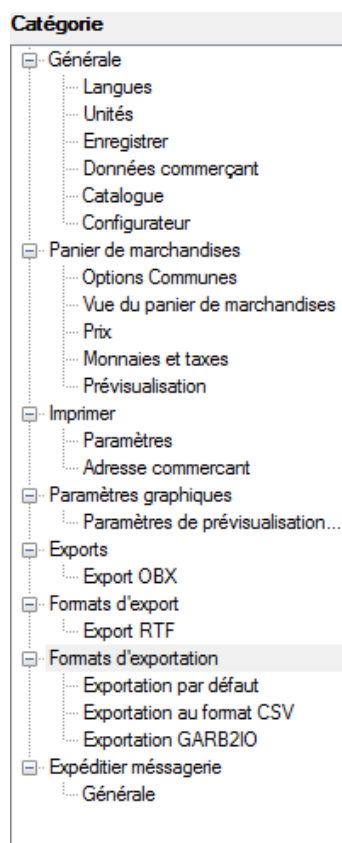 Catégorie
Générale
Langues
Unités
Enregistrer
Données commerçant
Catalogue
Configurateur
Panier de marchandises
Options Communes
Vue du panier de marchandises
Prix
Monnaies et taxes
Prévisualisation
Imprimer
Paramètres
Adresse commercant
Paramètres graphiques
Paramètres de prévisualisation...
Exports
Export OBX
Formats d'export
Export RTF
Formats d'exportation
Exportation par défaut
Exportation au format CSV
Exportation GARB2IO
Expéditier méssagerie
Générale